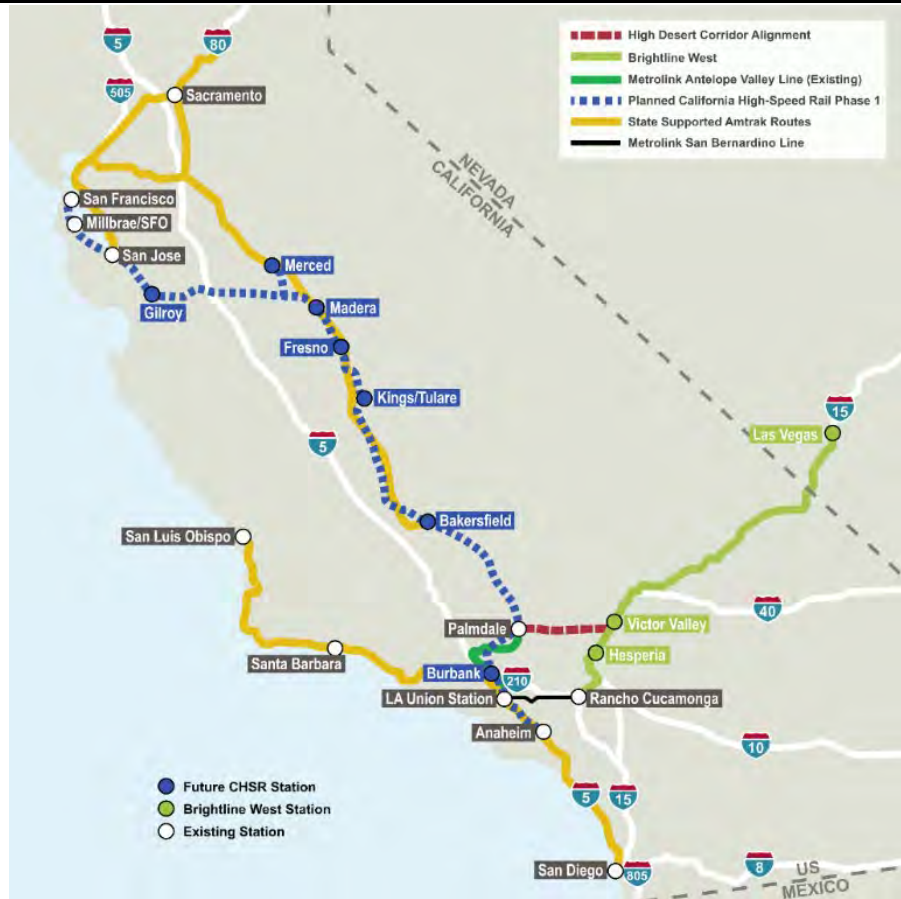 5
80
505
Sacramento
High Desert Corridor Alignment
Brightline West
Metrolink Antelope Valley Line (Existing)
Planned California High-Speed Rail Phase 1
State Supported Amtrak Routes
Metrolink San Bernardino Line
NEVADA
CALIFORNIA
San Francisco
Millbrae/SFO
San Jose
Merced
Gilroy
Madera
Fresno
Kings/Tulare
15
Las Vegas
5
Bakersfield
San Luis Obispo
40
Palmdale
Victor Valley
Santa Barbara
Hesperia
Burbank
210
LA Union Station
Rancho Cucamonga
Anaheim
10
Future CHSR Station
Brightline West Station
Existing Station
5
15
San Diego
805
8
US
MEXICO